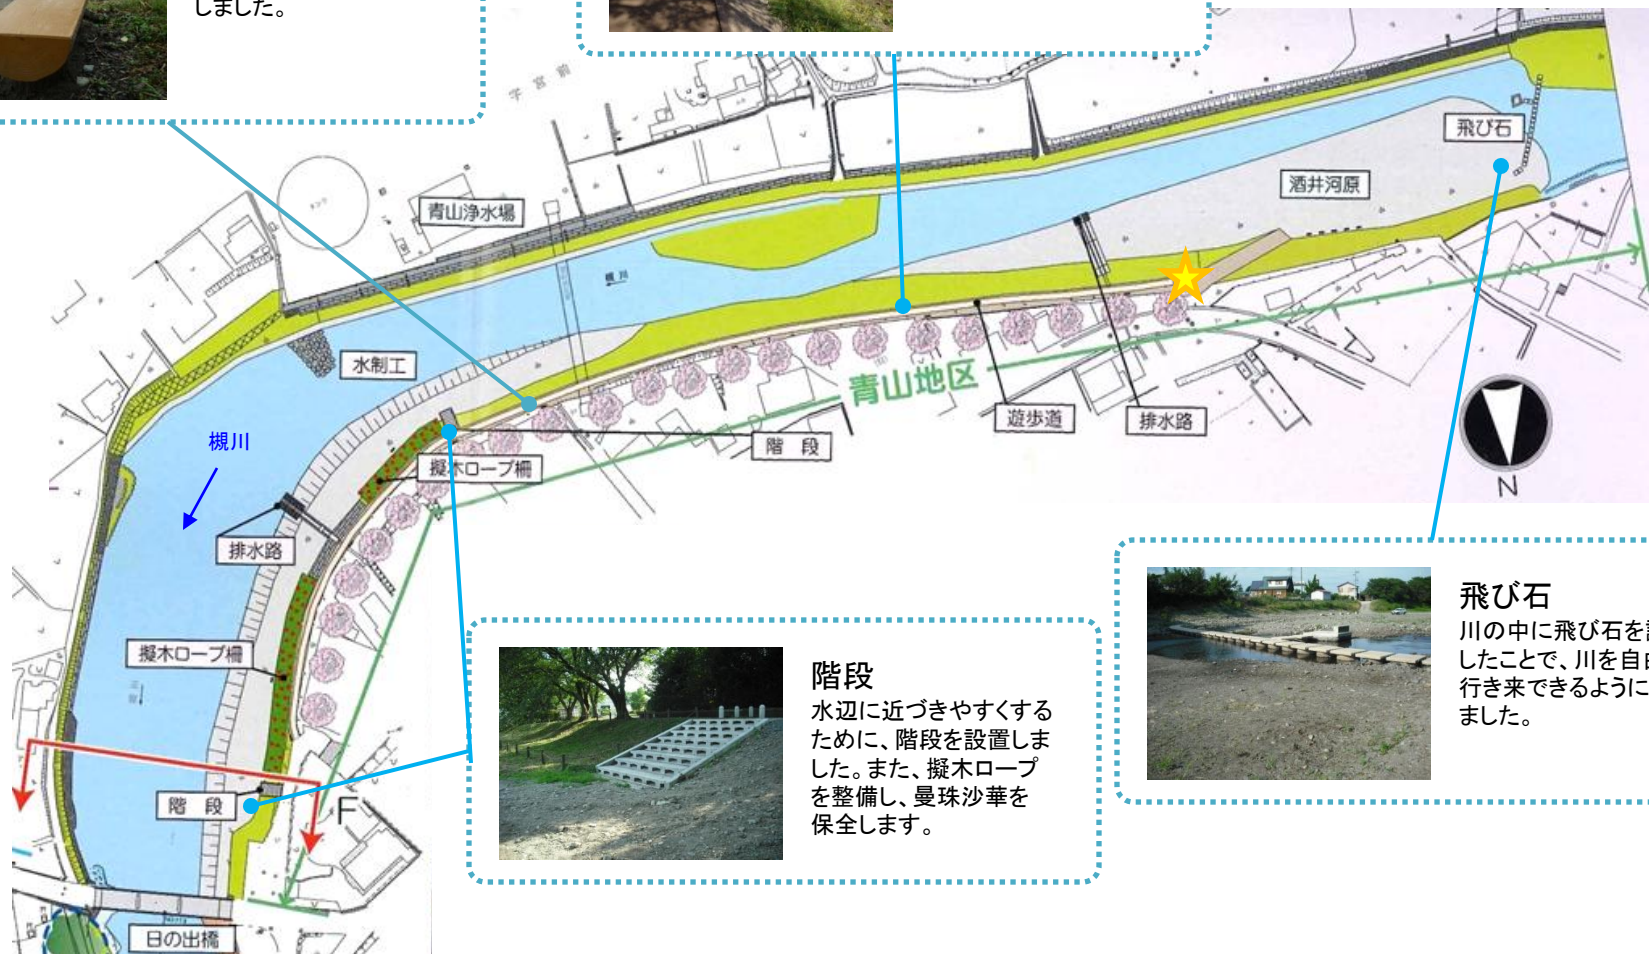 しました。
字宮前
飛び石
酒井河原
青山浄水場
槻川
水制工
青山地区
遊歩道
排水路
階 段
擬木ロープ柵
槻川
排水路
N
擬木ロープ柵
階 段
F
日の出橋
階段
水辺に近づきやすくする
ために、階段を設置しま
した。また、擬木ロープ
を整備し、曼珠沙華を
保全します。
飛び石
川の中に飛び石を
したことで、川を自由
行き来できるように
ました。